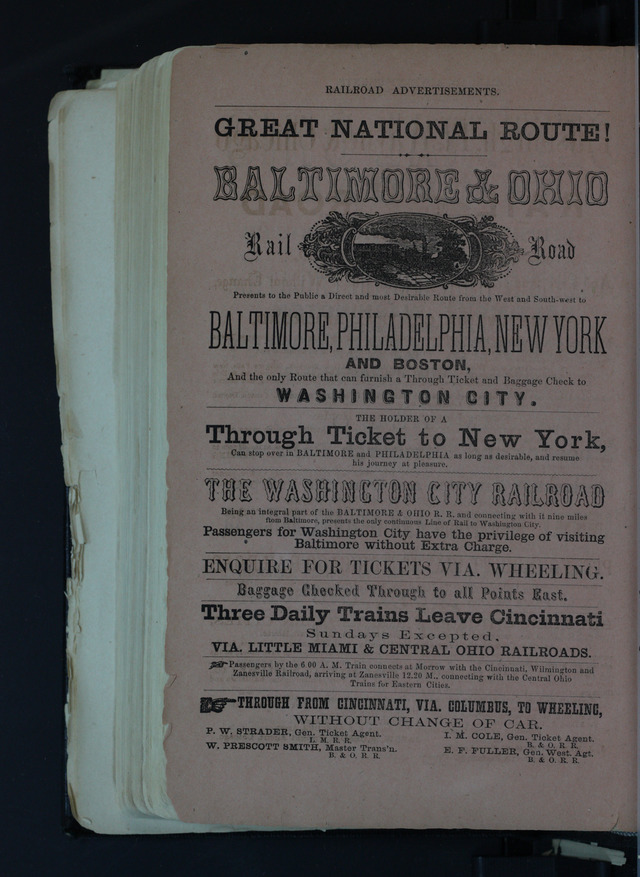 RAILROAD ADVERTISEMENTS.
GREAT NATIONAL ROUTE!
BALTIMORE & OHIO
Rail Road
Presents to the Public a Direct and most Desirable Route from the West and South-west to
BALTIMORE, PHILADELPHIA, NEW YORK
AND BOSTON,
And the only Route that can furnish a Through Ticket and Baggage Check to
WASHINGTON CITY.
THE HOLDER OF A
Through Ticket to New York,
Can stop over in BALTIMORE and PHILADELPHIA as long as desirable, and resume
his journey at pleasure.
THE WASHINGTON CITY RAILROAD
Being an integral part of the BALTIMORE & OHIO R. R. and connecting with it nine miles
from Baltimore, presents the only continuous Line of Rail to Washington City.
Passengers for Washington City have the privilege of visiting
Baltimore without Extra Charge.
ENQUIRE FOR TICKETS VIA. WHEELING.
Baggage Checked Through to all Points East.
Three Daily Trains Leave Cincinnati
Sundays Excepted,
VIA. LITTLE MIAMI & CENTRAL OHIO RAILROADS.
Passengers by the 6.00 A. M. Train connects at Morrow with the Cincinnati, Wilmington and
Zanesville Railroad, arriving at Zanesville 12.20 M., connecting with the Central Ohio
Trains for Eastern Cities.
THROUGH FROM CINCINNATI, VIA. COLUMBUS, TO WHEELING,
WITHOUT CHANGE OF CAR.
P. W. STRADER, Gen. Ticket Agent.
L. M. R. R.
W. PRESCOTT SMITH, Master Trans'n.
B. & O. R. R.
L. M. COLE, Gen. Ticket Agent.
B. & O. R. R.
E. F. FULLER, Gen. West. Agt.
B. & O. R. R.